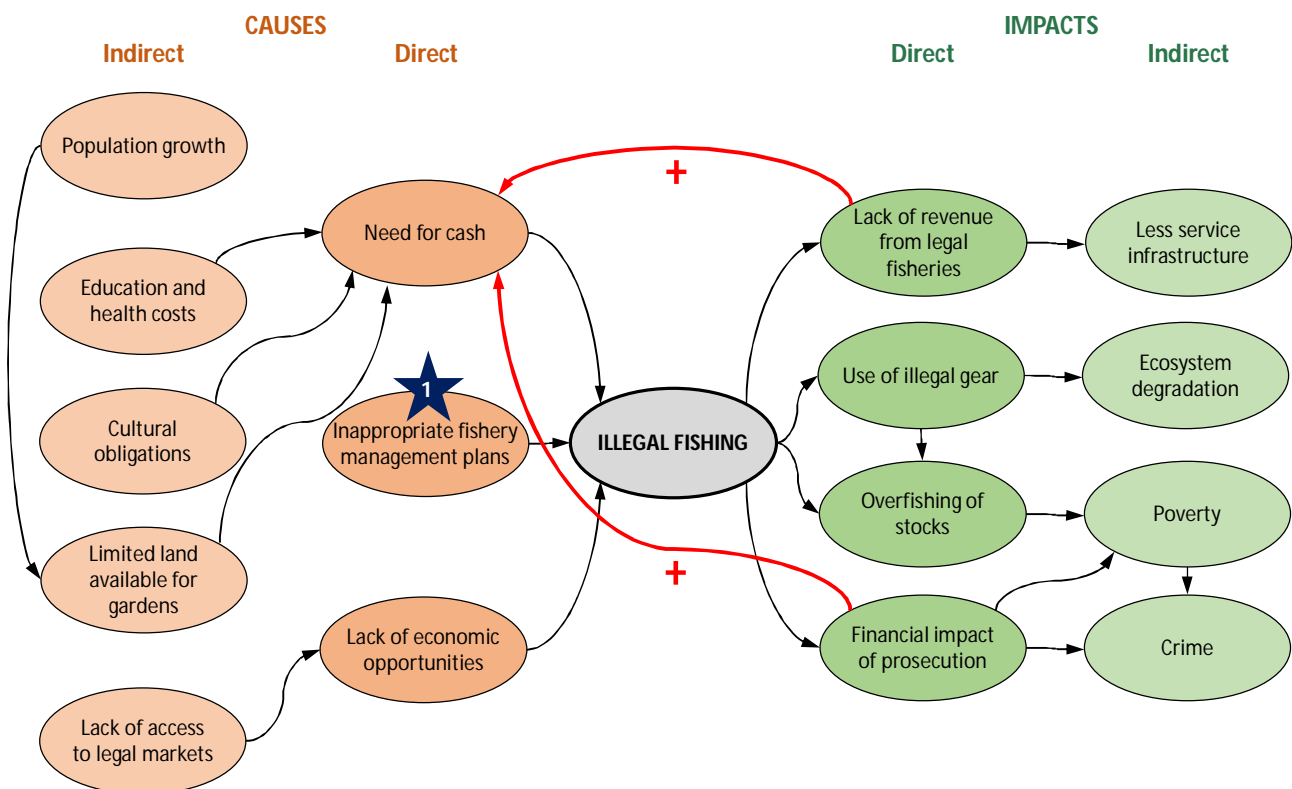 CAUSES
IMPACTS
Indirect
Direct
Direct
Indirect
Population growth
Education and
health costs
Cultural
obligations
Limited land
available for
gardens
Lack of access
to legal markets
Need for cash
1
Inappropriate fishery
management plans
Lack of economic
opportunities
ILLEGAL FISHING
+
+
Lack of revenue
from legal
fisheries
Use of illegal gear
Overfishing of
stocks
Financial impact
of prosecution
Less service
infrastructure
Ecosystem
degradation
Poverty
Crime